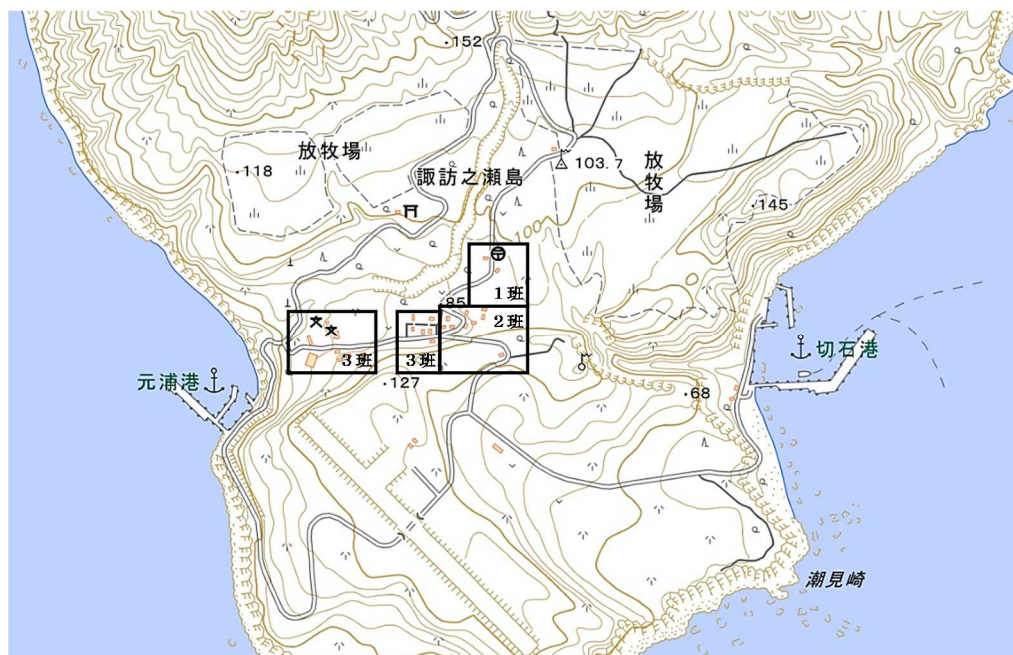 152
放牧場
118
諏訪之瀬島
103.7
放牧場
145
100
1班
85
2班
3班
3班
127
元浦港
切石港
68
潮見崎